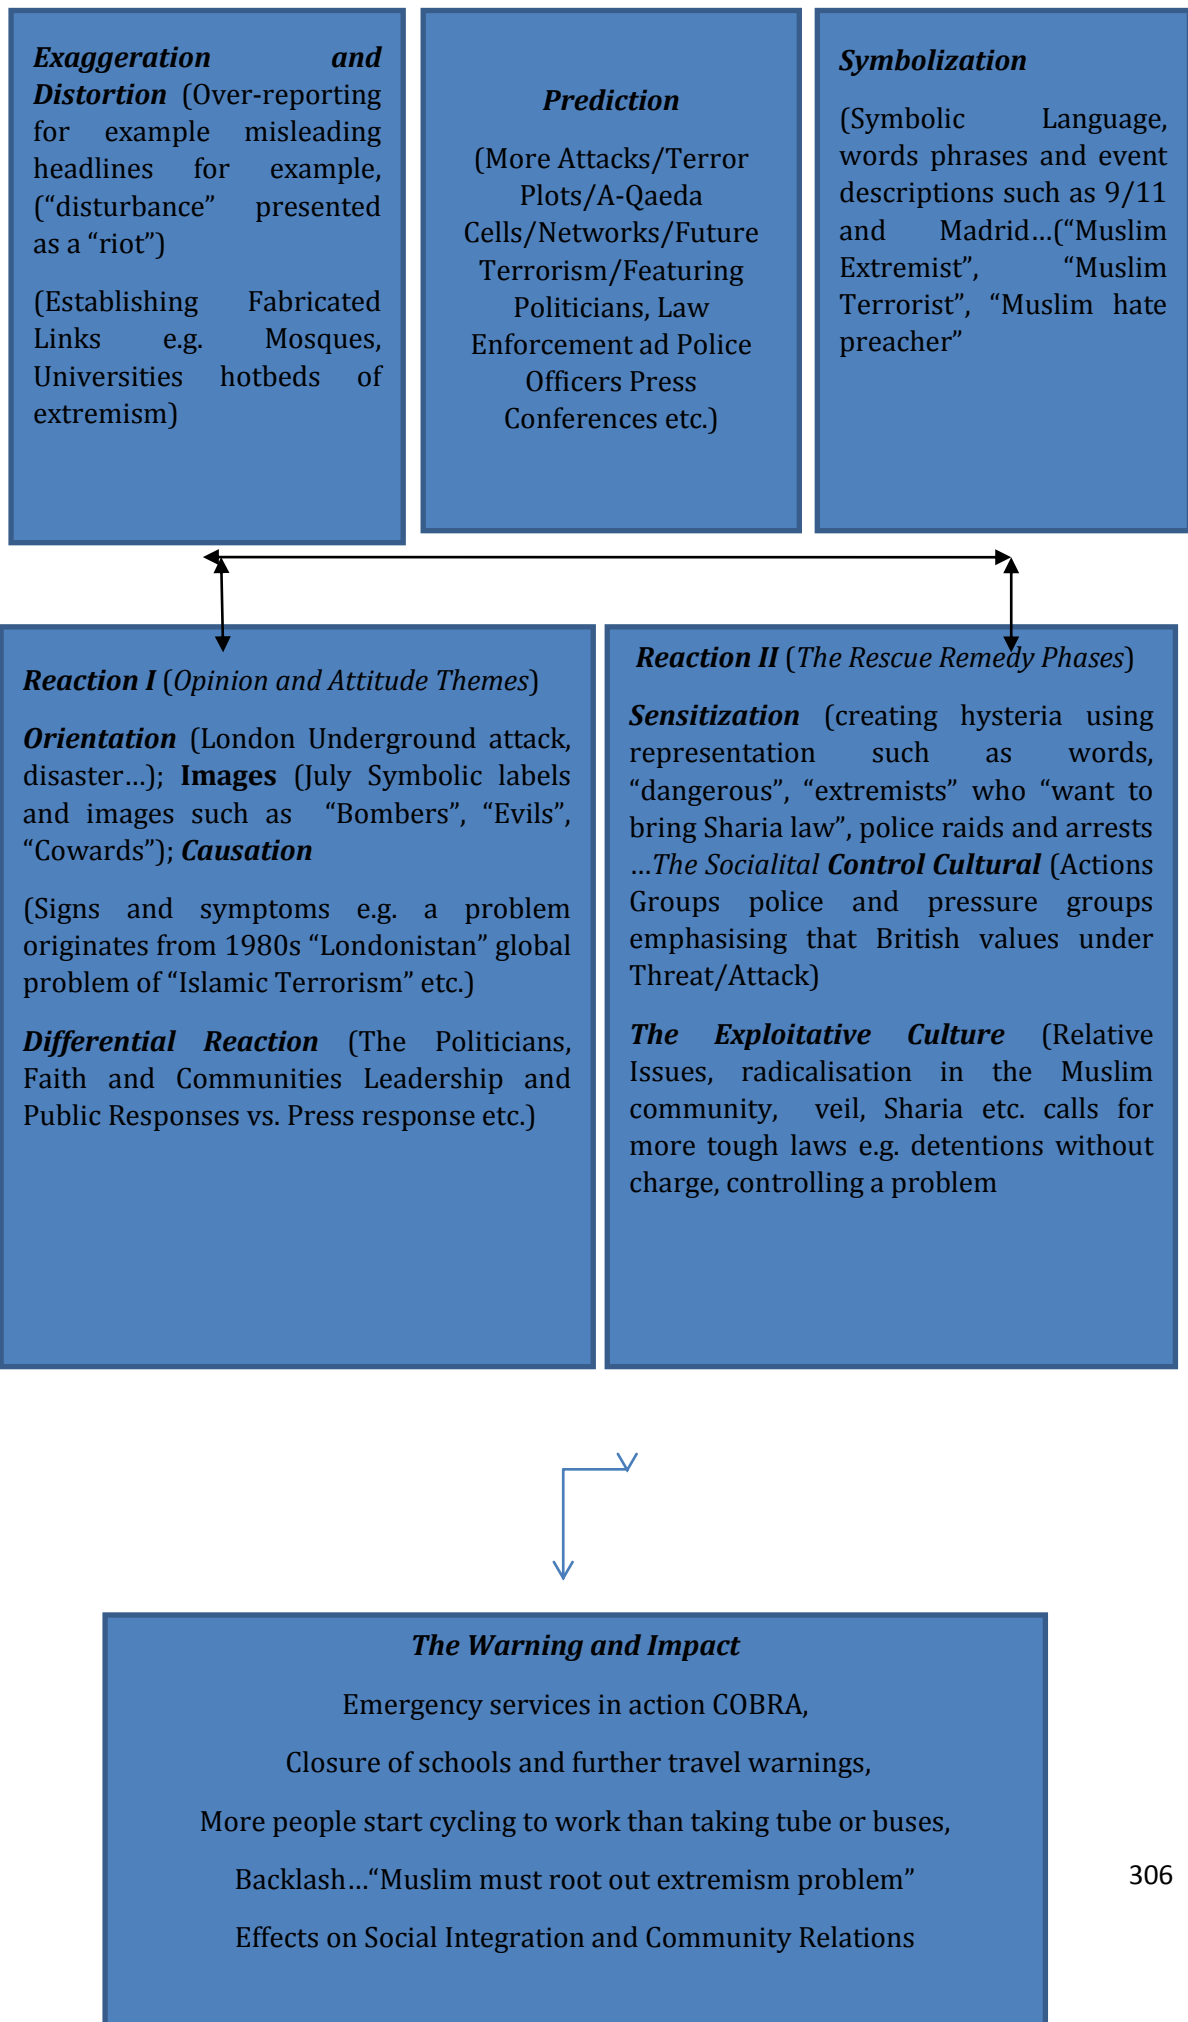 Exaggeration and
Distortion (Over-reporting
for example misleading
headlines for example,
(“disturbance” presented
as a “riot”)
(Establishing Fabricated
Links e.g. Mosques,
Universities hotbeds of
extremism)
Prediction
(More Attacks/Terror
Plots/A-Qaeda
Cells/Networks/Future
Terrorism/Featuring
Politicians, Law
Enforcement ad Police
Officers Press
Conferences etc.)
Symbolization
(Symbolic Language,
words phrases and event
descriptions such as 9/11
and Madrid…(“Muslim
Extremist”, “Muslim
Terrorist”, “Muslim hate
preacher”
Reaction I (Opinion and Attitude Themes)
Orientation (London Underground attack,
disaster…); Images (July Symbolic labels
and images such as “Bombers”, “Evils”,
“Cowards”); Causation
(Signs and symptoms e.g. a problem
originates from 1980s “Londonistan” global
problem of “Islamic Terrorism” etc.)
Differential Reaction (The Politicians,
Faith and Communities Leadership and
Public Responses vs. Press response etc.)
Reaction II (The Rescue Remedy Phases)
Sensitization (creating hysteria using
representation such as words,
“dangerous”, “extremists” who “want to
bring Sharia law”, police raids and arrests
…The Socialital Control Cultural (Actions
Groups police and pressure groups
emphasising that British values under
Threat/Attack)
The Exploitative Culture (Relative
Issues, radicalisation in the Muslim
community, veil, Sharia etc. calls for
more tough laws e.g. detentions without
charge, controlling a problem
The Warning and Impact
Emergency services in action COBRA,
Closure of schools and further travel warnings,
More people start cycling to work than taking tube or buses,
Backlash…“Muslim must root out extremism problem”
Effects on Social Integration and Community Relations
306